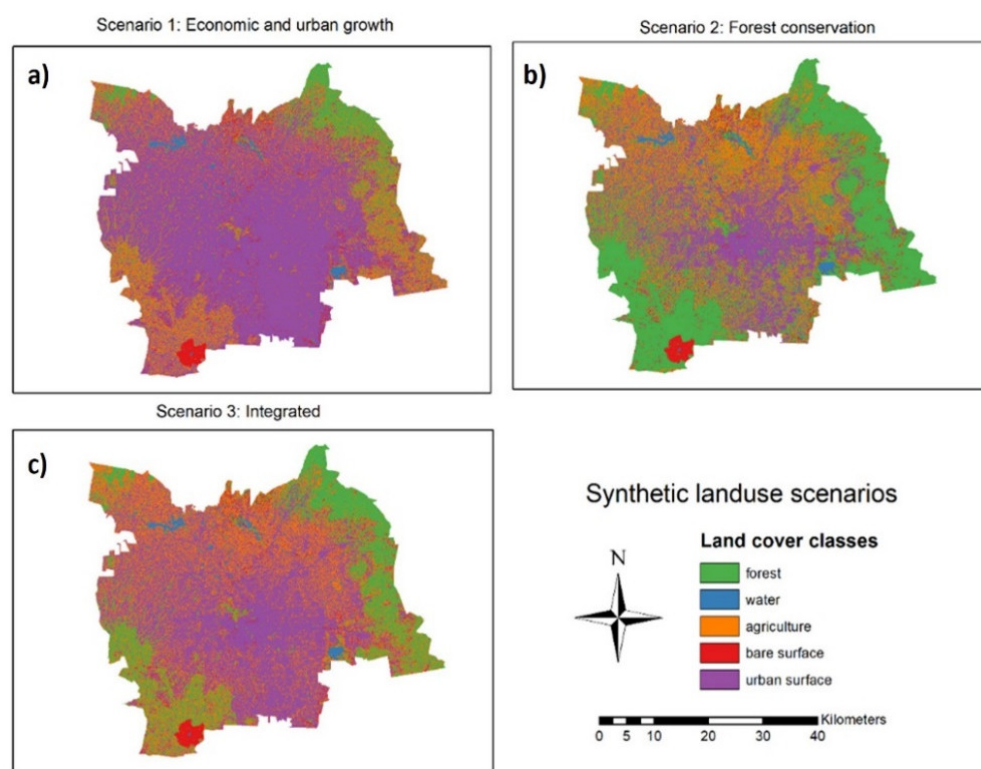 Scenario 1: Economic and urban growth
a)
Scenario 2: Forest conservation
b)
Scenario 3: Integrated
c)
Synthetic landuse scenarios
N
Land cover classes
forest
water
agriculture
bare surface
urban surface
Kilometers
0 5 10 20 30 40